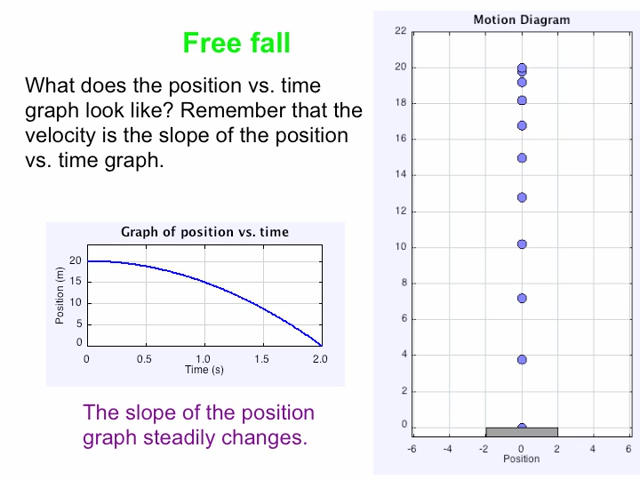 Free fall
What does the position vs. time
graph look like? Remember that the
velocity is the slope of the position
vs. time graph.
Graph of position vs. time
Position (m)
20
15
10
5
0
0 0.5 1.0 1.5 2.0
Time (s)
The slope of the position
graph steadily changes.
Motion Diagram
22
20
18
16
14
12
10
8
6
4
2
0
-6 -4 -2 0 2 4 6
Position